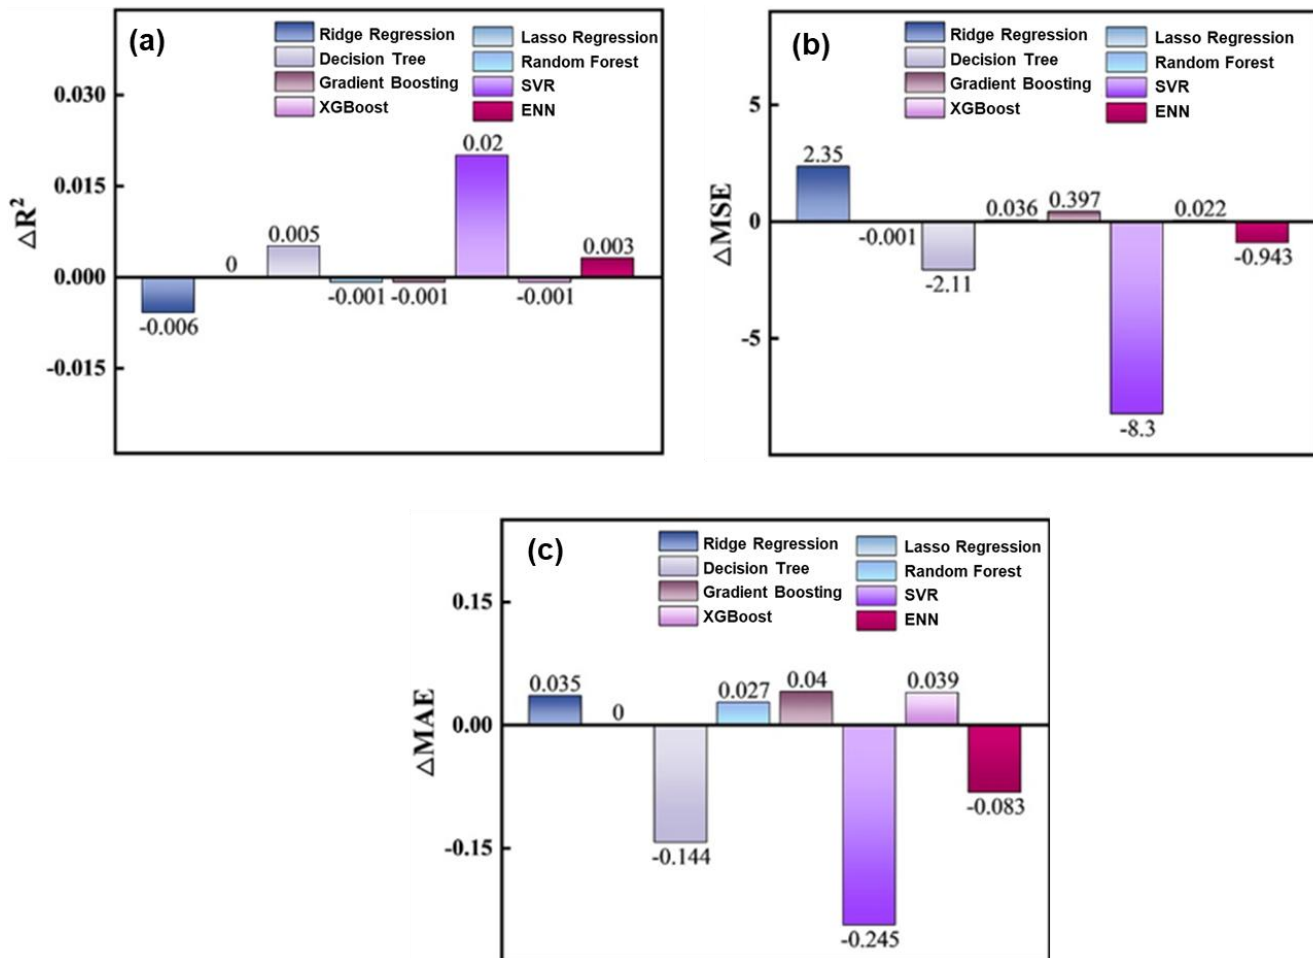 (a)
Ridge Regression
Lasso Regression
Decision Tree
Random Forest
Gradient Boosting
SVR
XGBoost
ENN
△R²
0.030
0.015
0.000
-0.015
-0.006
0
0.005
-0.001
-0.001
0.02
-0.001
0.003
(b)
Ridge Regression
Lasso Regression
Decision Tree
Random Forest
Gradient Boosting
SVR
XGBoost
ENN
△MSE
5
0
-5
2.35
-0.001
-2.11
0.036
0.397
-8.3
0.022
-0.943
(c)
Ridge Regression
Lasso Regression
Decision Tree
Random Forest
Gradient Boosting
SVR
XGBoost
ENN
△MAE
0.15
0.00
-0.15
0.035
0
-0.144
0.027
0.04
-0.245
0.039
-0.083